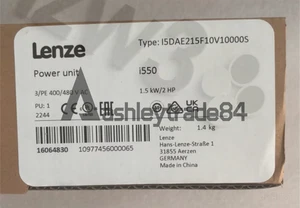 Lenze
Type: I5DAE215F10V10000S
Power unit
i550
3/PE 400/480 V AC
1.5 kW/2 HP
PU: 1
2244
ashleytrade84
Weight:
1.4 kg
16064830
10977456000065
Lenze
Hans-Lenze-Straße 1
31855 Aerzen
GERMANY
Made in China